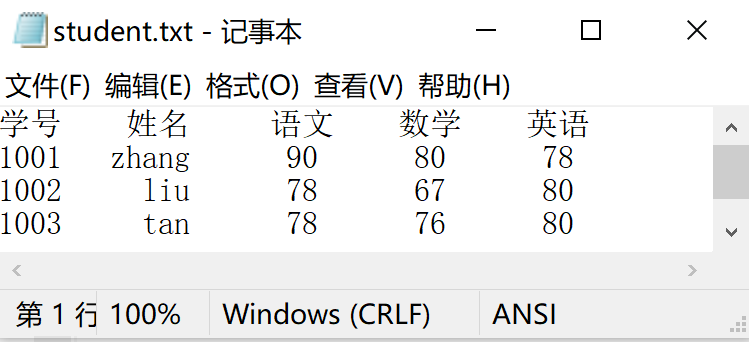 student.txt - 记事本
文件(F) 编辑(E) 格式(O) 查看(V) 帮助(H)
学号 姓名 语文 数学 英语
1001 zhang 90 80 78
1002 liu 78 67 80
1003 tan 78 76 80
第 1 行 100% Windows (CRLF) ANSI